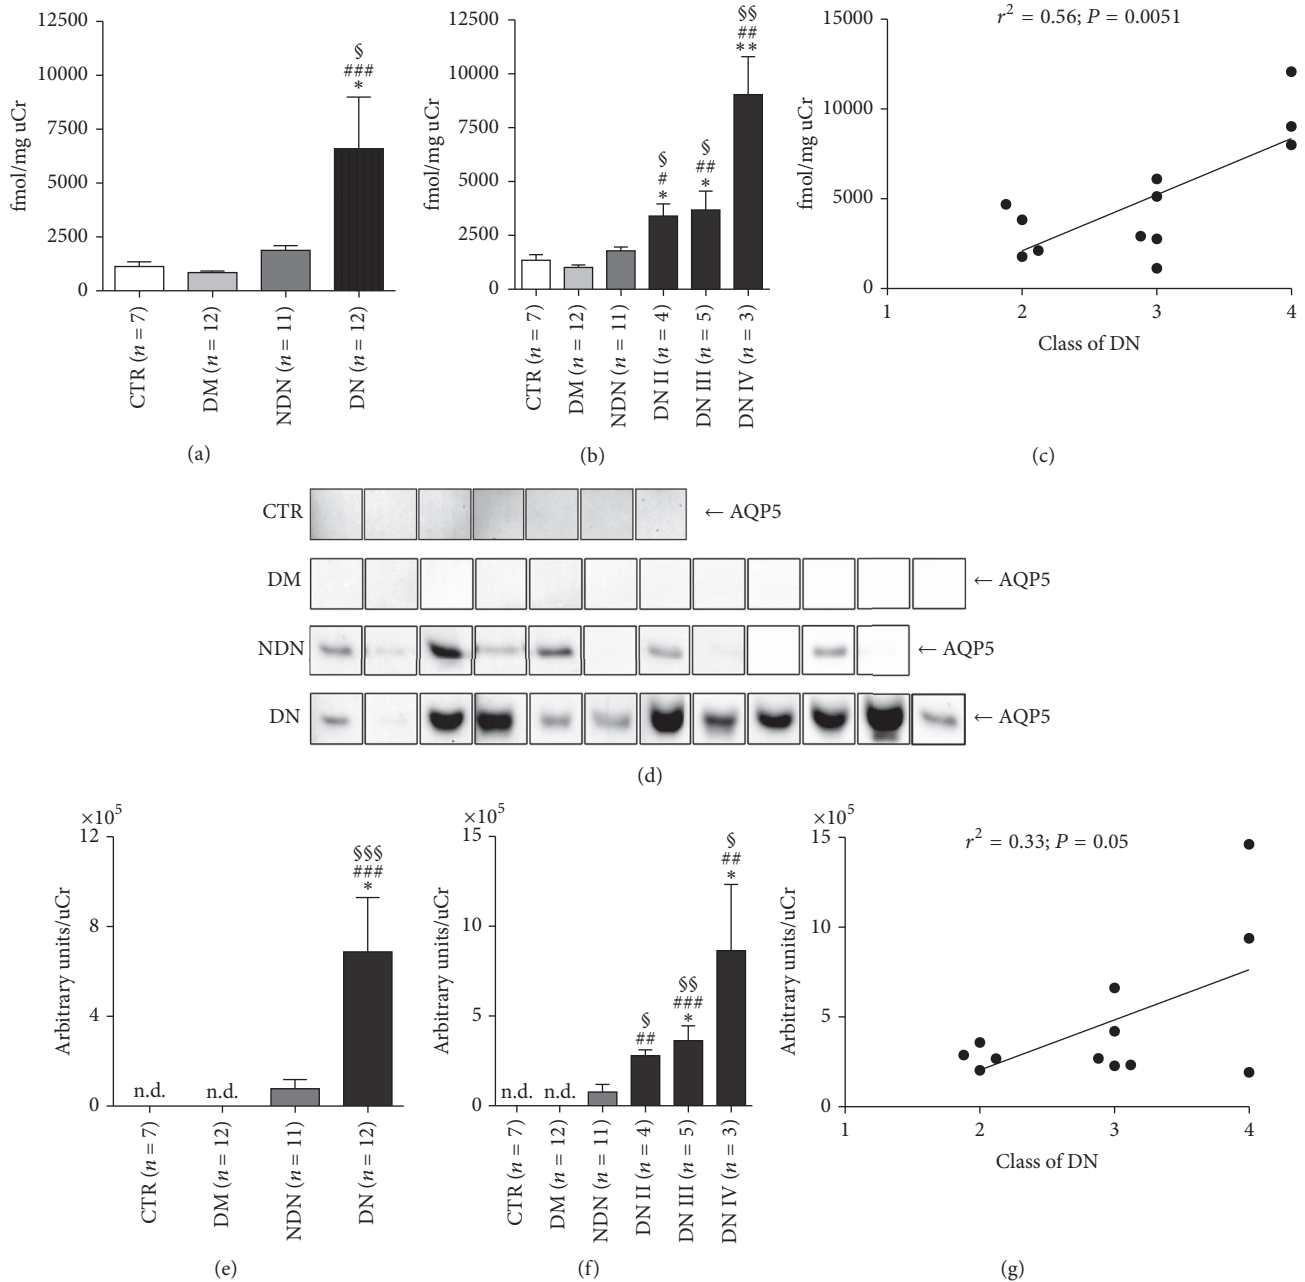 12500
10000
7500
5000
2500
0
fmol/mg uCr
§
###
*
CTR (n = 7)
DM (n = 12)
NDN (n = 11)
DN (n = 12)
(a)
12500
10000
7500
5000
2500
0
fmol/mg uCr
§
#
*
§
##
*
§§
##
**
CTR (n = 7)
DM (n = 12)
NDN (n = 11)
DN II (n = 4)
DN III (n = 5)
DN IV (n = 3)
(b)
r² = 0.56; P = 0.0051
15000
10000
5000
0
fmol/mg uCr
1 2 3 4
Class of DN
(c)
CTR ← AQP5
DM ← AQP5
NDN ← AQP5
DN ← AQP5
(d)
×10⁵
12
8
4
0
Arbitrary units/uCr
n.d. n.d.
§§§
###
*
CTR (n = 7)
DM (n = 12)
NDN (n = 11)
DN (n = 12)
(e)
×10⁵
15
10
5
0
Arbitrary units/uCr
n.d. n.d.
§
##
§§
###
*
§
##
*
CTR (n = 7)
DM (n = 12)
NDN (n = 11)
DN II (n = 4)
DN III (n = 5)
DN IV (n = 3)
(f)
×10⁵
r² = 0.33; P = 0.05
15
10
5
0
Arbitrary units/uCr
1 2 3 4
Class of DN
(g)